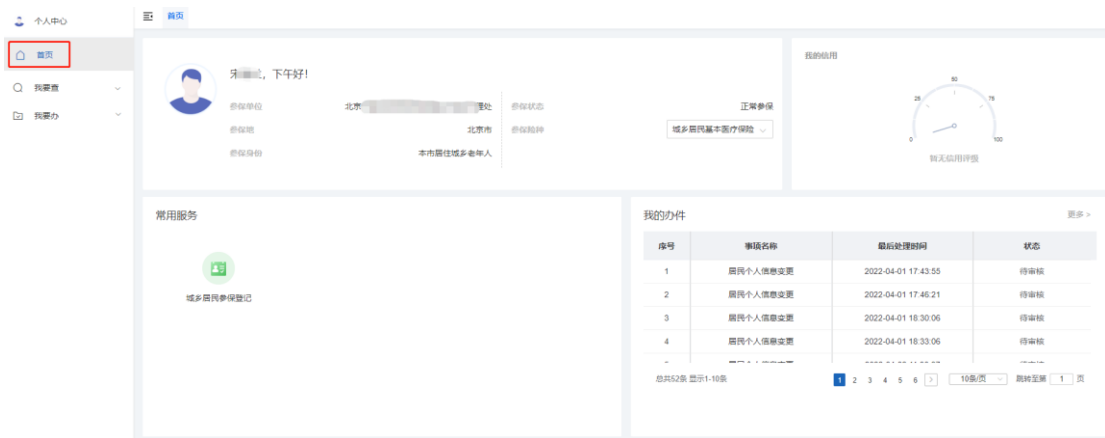 个人中心
首页
首页
我要查
我要办
宋 ，下午好！
参保单位 北京 理处
参保状态 正常参保
参保地 北京市
参保险种 城乡居民基本医疗保险
参保身份 本市居住城乡老年人
我的信用
0 25 50 75 100
暂无信用评级
常用服务
城乡居民参保登记
我的办件 更多 >
序号 事项名称 最后处理时间 状态
1 居民个人信息变更 2022-04-01 17:43:55 待审核
2 居民个人信息变更 2022-04-01 17:46:21 待审核
3 居民个人信息变更 2022-04-01 18:30:06 待审核
4 居民个人信息变更 2022-04-01 18:33:06 待审核
总共52条 显示1-10条 1 2 3 4 5 6 > 10条/页 跳转至第 1 页